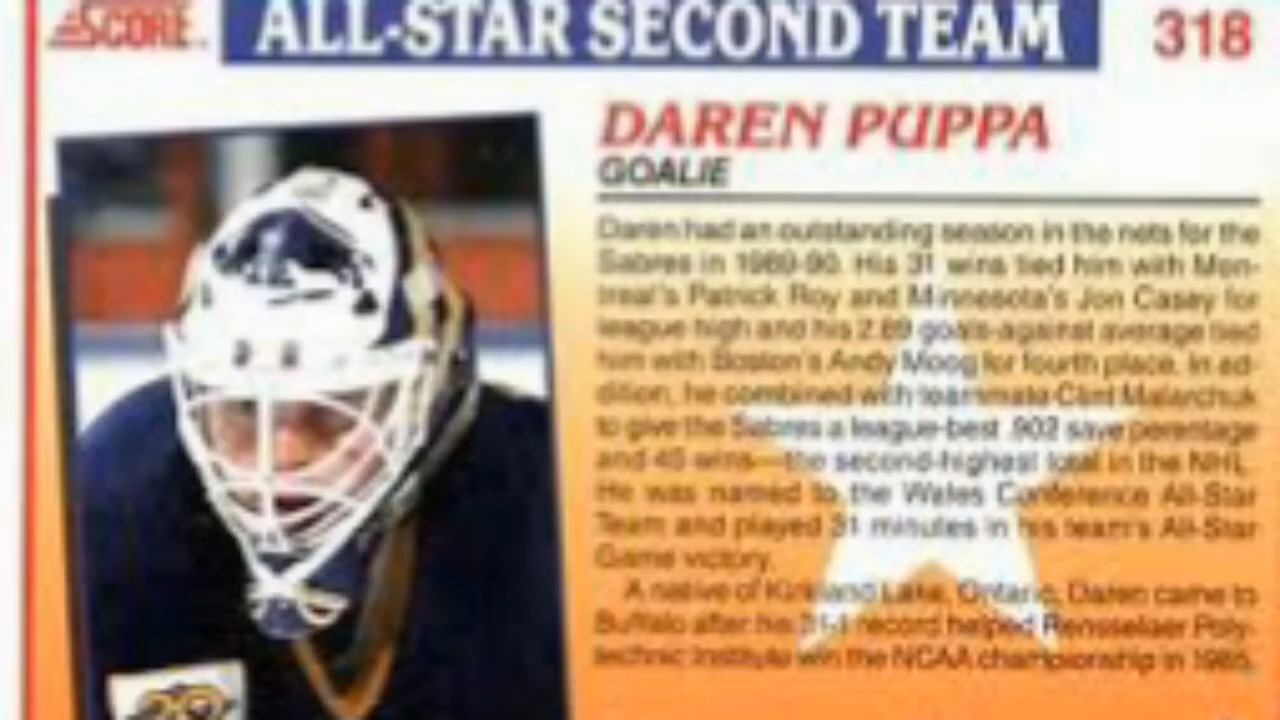 SCORE
ALL-STAR SECOND TEAM
318
DAREN PUPPA
GOALIE
Daren had an outstanding season in the nets for the
Sabres in 1989-90. His 31 wins tied him with Mon-
treal's Patrick Roy and Minnesota's Jon Casey for
league high and his 2.89 goals-against average tied
him with Boston's Andy Moog for fourth place. In ad-
dition, he combined with teammate Clint Malarchuk
to give the Sabres a league-best .902 save perentage
and 45 wins—the second-highest total in the NHL.
He was named to the Wales Conference All-Star
Team and played 31 minutes in his team's All-Star
Game victory.
A native of Kirkland Lake, Ontario, Daren came to
Buffalo after his 31-1 record helped Rensselaer Poly-
technic Institute win the NCAA championship in 1985.